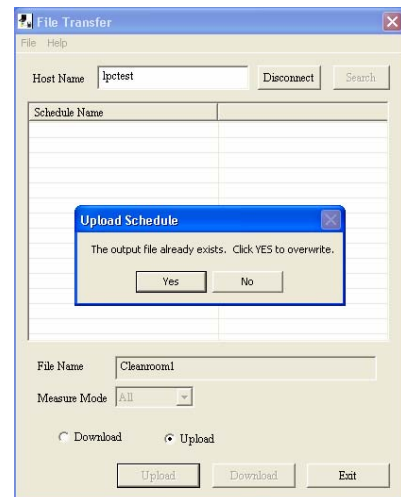 File Transfer
File Help
Host Name lpctest Disconnect Search
Schedule Name
Upload Schedule
The output file already exists. Click YES to overwrite.
Yes No
File Name Cleanroom1
Measure Mode All
Download Upload
Upload Download Exit